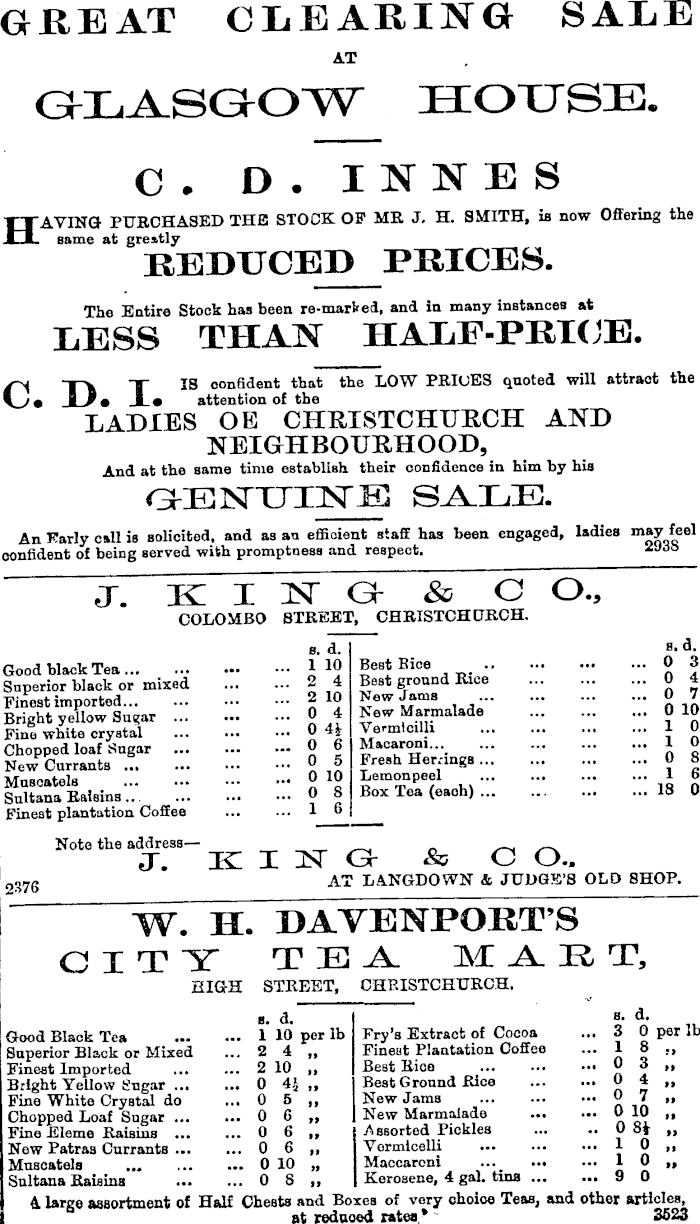 GREAT CLEARING SALE
AT
GLASGOW HOUSE.
C. D. INNES
HAVING PURCHASED THE STOCK OF MR J. H. SMITH, is now Offering the
same at greatly
REDUCED PRICES.
The Entire Stock has been re-marked, and in many instances at
LESS THAN HALF-PRICE.
C. D. I. IS confident that the LOW PRICES quoted will attract the
attention of the
LADIES OE CHRISTCHURCH AND
NEIGHBOURHOOD,
And at the same time establish their confidence in him by his
GENUINE SALE.
An Early call is solicited, and as an efficient staff has been engaged, ladies may feel
confident of being served with promptness and respect. 2938
J. KING & CO.,
COLOMBO STREET, CHRISTCHURCH.
s. d.
Good black Tea ... ... ... ... 1 10
Superior black or mixed ... ... 2 4
Finest imported... ... ... ... 2 10
Bright yellow Sugar ... ... ... 0 4
Fine white crystal ... ... ... 0 4½
Chopped loaf Sugar ... ... ... 0 6
New Currants ... ... ... ... 0 5
Muscatels ... ... ... ... 0 10
Sultana Raisins ... ... ... ... 0 8
Finest plantation Coffee ... ... 1 6
s. d.
Best Rice ... ... ... ... 0 3
Best ground Rice ... ... ... 0 4
New Jams ... ... ... ... 0 7
New Marmalade ... ... ... 0 10
Vermicilli ... ... ... ... 1 0
Macaroni... ... ... ... 1 0
Fresh Herrings ... ... ... ... 0 8
Lemonpeel ... ... ... ... 1 6
Box Tea (each) ... ... ... ... 18 0
Note the address—
J. KING & CO.,
2376 AT LANGDOWN & JUDGE'S OLD SHOP.
W. H. DAVENPORT'S
CITY TEA MART,
HIGH STREET, CHRISTCHURCH.
s. d.
Good Black Tea ... ... 1 10 per lb
Superior Black or Mixed ... 2 4 „
Finest Imported ... ... 2 10 „
Bright Yellow Sugar ... ... 0 4½ „
Fine White Crystal do ... 0 5 „
Chopped Loaf Sugar ... ... 0 6 „
Fine Eleme Raisins ... ... 0 6 „
New Patras Currants ... ... 0 6 „
Muscatels ... ... ... 0 10 „
Sultana Raisins ... ... 0 8 „
s. d.
Fry's Extract of Cocoa ... 3 0 per lb
Finest Plantation Coffee ... 1 8 „
Best Rice ... ... ... 0 3 „
Best Ground Rice ... ... 0 4 „
New Jams ... ... ... 0 7 „
New Marmalade ... ... 0 10 „
Assorted Pickles ... ... 0 8½ „
Vermicelli ... ... ... 1 0 „
Maccaroni ... ... ... 1 0 „
Kerosene, 4 gal. tins ... ... 9 0
A large assortment of Half Chests and Boxes of very choice Teas, and other articles,
at reduced rates. 3523